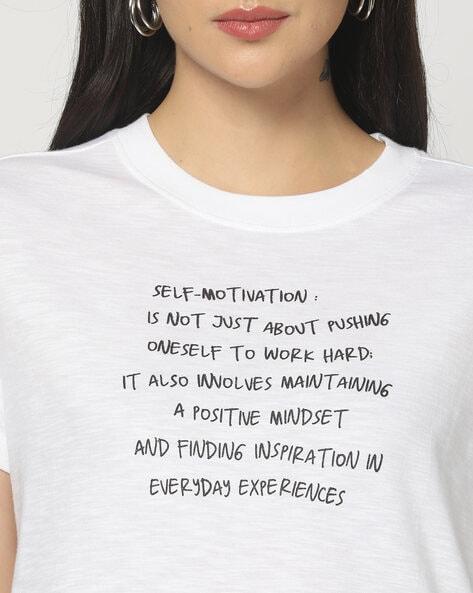 SELF-MOTIVATION :
IS NOT JUST ABOUT PUSHING
ONESELF TO WORK HARD;
IT ALSO INVOLVES MAINTAINING
A POSITIVE MINDSET
AND FINDING INSPIRATION IN
EVERYDAY EXPERIENCES